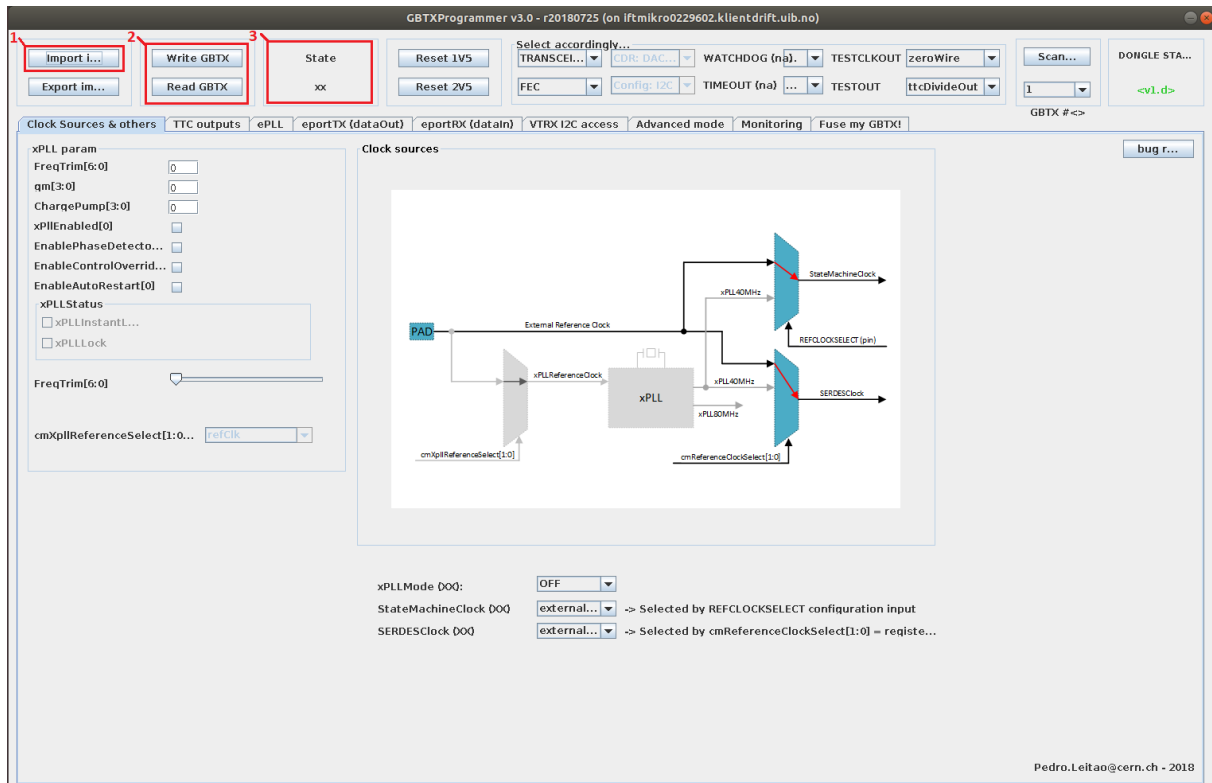 GBTXProgrammer v3.0 - r20180725 (on iftmikro0229602.klientdrift.uib.no)
1
2
3
Import i...
Write GBTX
State
Reset 1V5
Select accordingly...
TRANSCEI...
CDR: DAC...
WATCHDOG (na).
TESTCLKOUT
zeroWire
Scan...
DONGLE STA...
Export im...
Read GBTX
xx
Reset 2V5
FEC
Config: I2C
TIMEOUT (na)
...
TESTOUT
ttcDivideOut
1
<v1.d>
GBTX #<>
Clock Sources & others
TTC outputs
ePLL
eportTX (dataOut)
eportRX (dataIn)
VTRX I2C access
Advanced mode
Monitoring
Fuse my GBTX!
xPLL param
Clock sources
bug r...
FreqTrim[6:0]
0
qm[3:0]
0
ChargePump[3:0]
0
xPllEnabled[0]
EnablePhaseDetecto...
EnableControlOverrid...
EnableAutoRestart[0]
xPLLStatus
xPLLInstantL...
xPLLLock
FreqTrim[6:0]
cmXpllReferenceSelect[1:0...
refClk
StateMachineClock
xPLL40MHz
PAD
External Reference Clock
REFCLOCKSELECT (pin)
xPLLReferenceClock
xPLL
xPLL40MHz
SERDESClock
xPLL80MHz
cmXpllReferenceSelect[1:0]
cmReferenceClockSelect[1:0]
xPLLMode (XX):
OFF
StateMachineClock (XX)
external...
-> Selected by REFCLOCKSELECT configuration input
SERDESClock (XX)
external...
-> Selected by cmReferenceClockSelect[1:0] = registe...
Pedro.Leitao@cern.ch - 2018